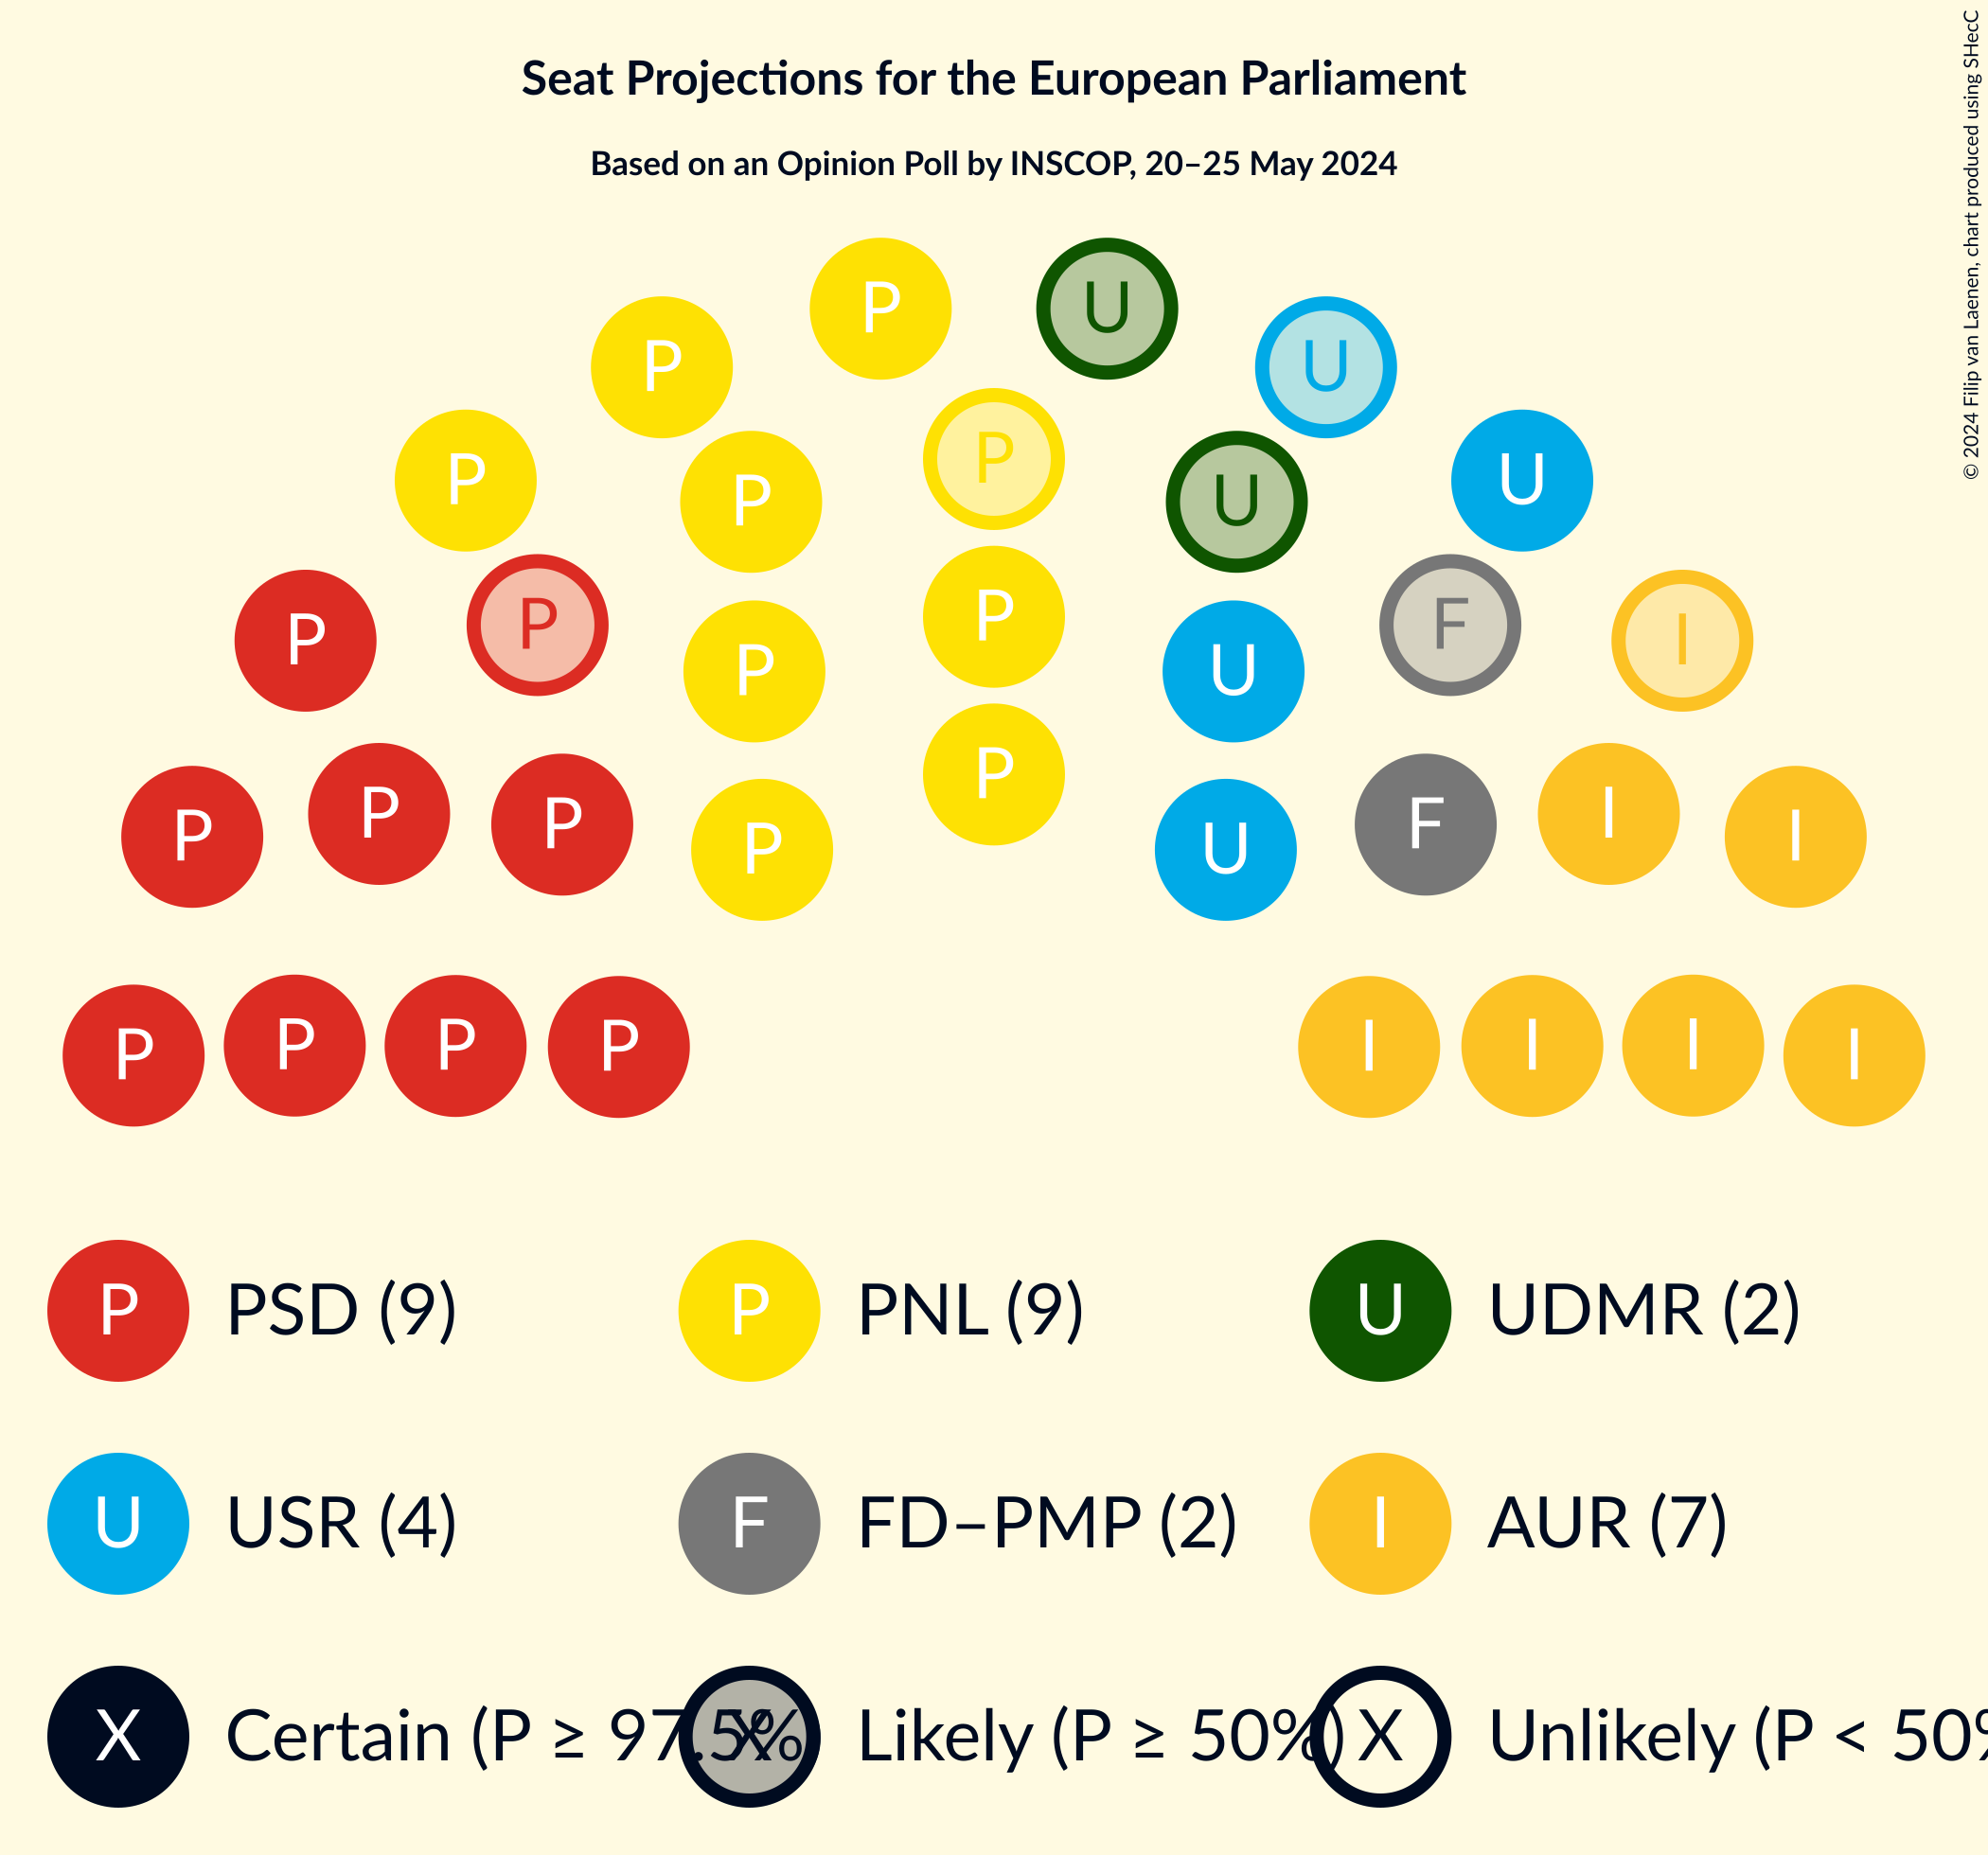 Seat Projections for the European Parliament
Based on an Opinion Poll by INSCOP, 20–25 May 2024
© 2024 Filip van Laenen, chart produced using SHecC
P U
P U
P P U
P P U
P P F I
P U
P P
P P P F I I
P U
P P P P I I I I
P PSD (9) P PNL (9) U UDMR (2)
U USR (4) F FD–PMP (2) I AUR (7)
X Certain (P ≥ 97.5% X Likely (P ≥ 50%) X Unlikely (P < 50%